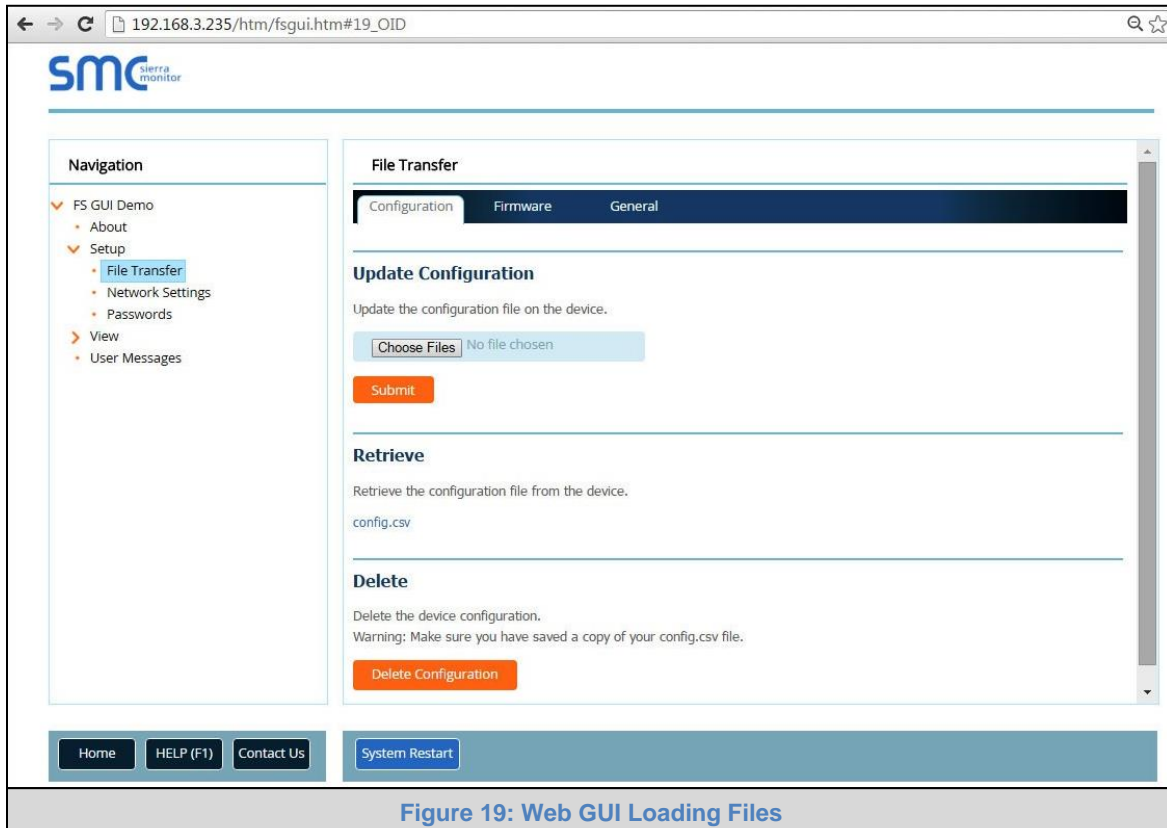 192.168.3.235/htm/fsgui.htm#19_OID
SMC sierra monitor
Navigation
FS GUI Demo
About
Setup
File Transfer
Network Settings
Passwords
View
User Messages
File Transfer
Configuration Firmware General
Update Configuration
Update the configuration file on the device.
Choose Files No file chosen
Submit
Retrieve
Retrieve the configuration file from the device.
config.csv
Delete
Delete the device configuration.
Warning: Make sure you have saved a copy of your config.csv file.
Delete Configuration
Home HELP (F1) Contact Us System Restart
Figure 19: Web GUI Loading Files